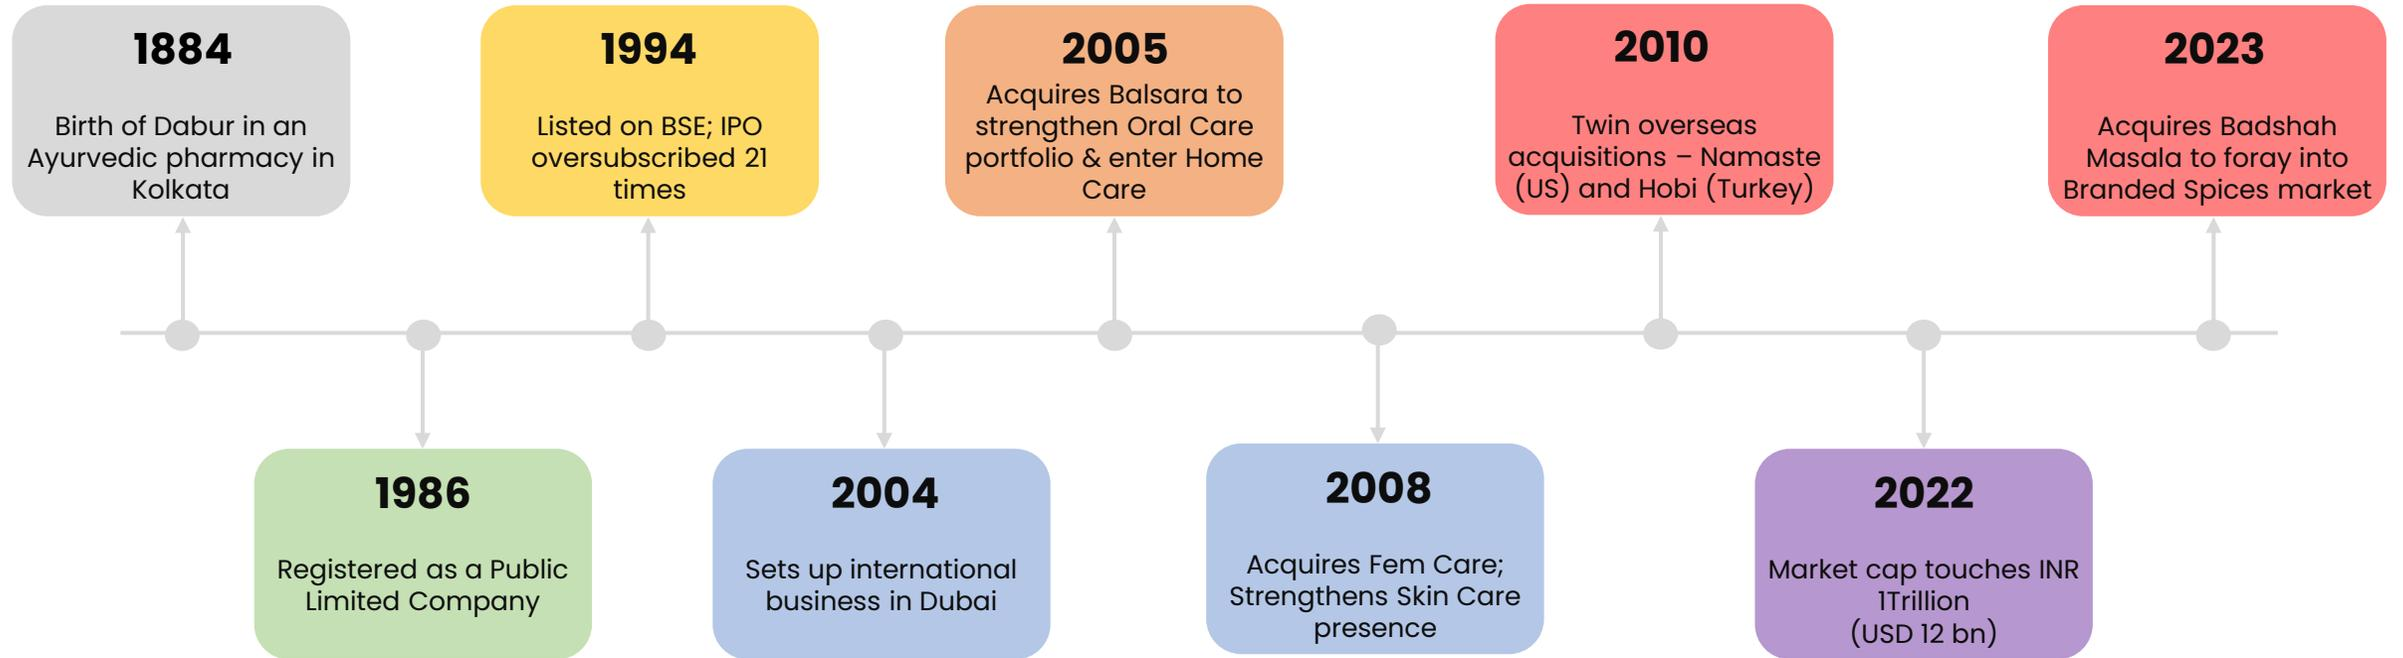 1884
Birth of Dabur in an
Ayurvedic pharmacy in
Kolkata
1986
Registered as a Public
Limited Company
1994
Listed on BSE; IPO
oversubscribed 21
times
2004
Sets up international
business in Dubai
2005
Acquires Balsara to
strengthen Oral Care
portfolio & enter Home
Care
2008
Acquires Fem Care;
Strengthens Skin Care
presence
2010
Twin overseas
acquisitions – Namaste
(US) and Hobi (Turkey)
2022
Market cap touches INR
1Trillion
(USD 12 bn)
2023
Acquires Badshah
Masala to foray into
Branded Spices market